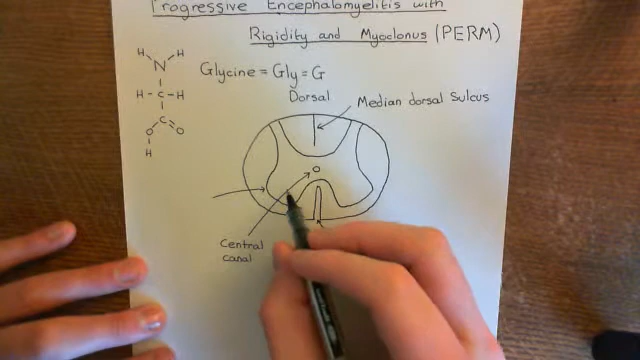 Progressive Encephalomyelitis with
Rigidity and Myoclonus (PERM)
Glycine = Gly = G
H H
N
H - C - H
C
O O
H
Dorsal
Median dorsal Sulcus
Central
canal